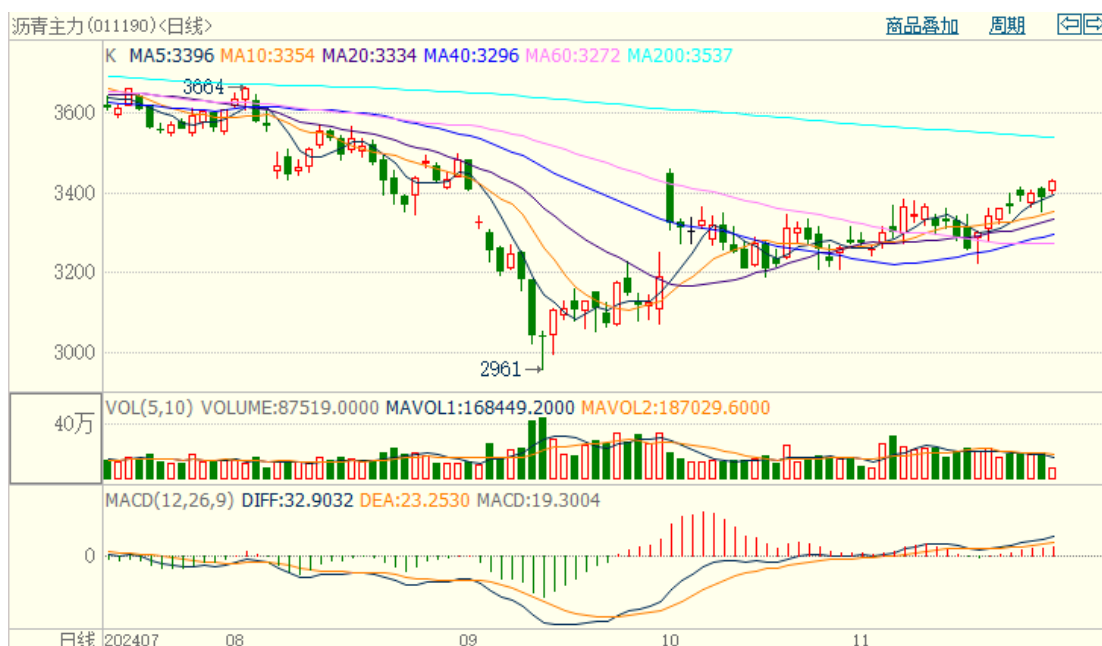 沥青主力(011190)<日线> 商品叠加 周期
K MA5:3396 MA10:3354 MA20:3334 MA40:3296 MA60:3272 MA200:3537
3664
3600
3400
3200
3000
2961
VOL(5,10) VOLUME:87519.0000 MAVOL1:168449.2000 MAVOL2:187029.6000
40万
MACD(12,26,9) DIFF:32.9032 DEA:23.2530 MACD:19.3004
0
日线 202407 08 09 10 11